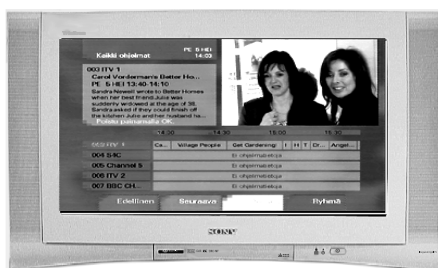 Kaikki ohjelmat
PE 5 HEI
14:03
003 ITV 1
Carol Vorderman's Better Ho...
PE 5 HEI 13:40-14:10
Sandra Newell wrote to Better Homes
when her best friend Julia was
suddenly widowed at the age of 38.
Sandra asked if they could finish off
the kitchen Julia and her husband ha...
Poistu painamalla OK.
14:00 14:30 15:00 15:30
003 ITV 1 Ca... Village People Get Gardening: I H T Dr... Angel...
004 S4C Ei ohjelmatietoja
005 Channel 5 Ei ohjelmatietoja
006 ITV 2 Ei ohjelmatietoja
007 BBC CH... Ei ohjelmatietoja
Edellinen Seuraava Ryhmä
SONY